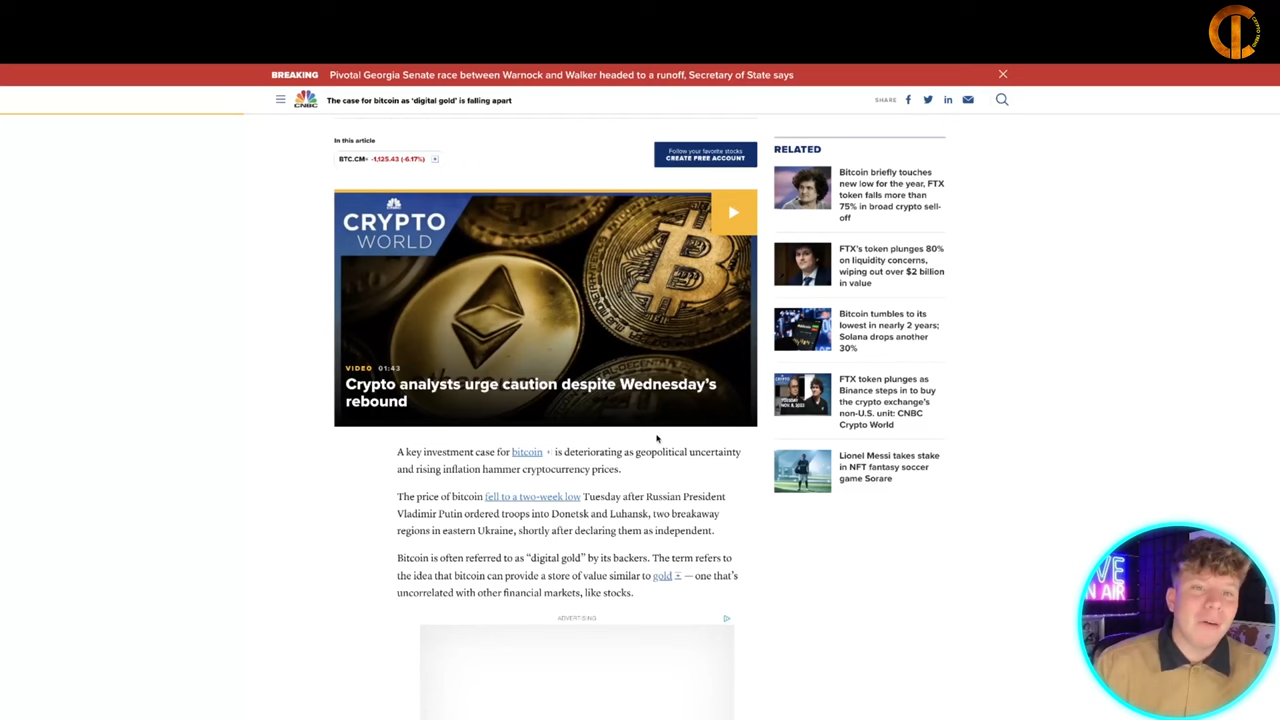 CRYPTO TREND
BREAKING Pivotal Georgia Senate race between Warnock and Walker headed to a runoff, Secretary of State says
CNBC
The case for bitcoin as 'digital gold' is falling apart
SHARE
In this article
BTC.CM= -1,125.43 (-6.17%) +
Follow your favorite stocks
CREATE FREE ACCOUNT
CRYPTO
WORLD
VIDEO 01:43
Crypto analysts urge caution despite Wednesday's
rebound
A key investment case for bitcoin + is deteriorating as geopolitical uncertainty
and rising inflation hammer cryptocurrency prices.
The price of bitcoin fell to a two-week low Tuesday after Russian President
Vladimir Putin ordered troops into Donetsk and Luhansk, two breakaway
regions in eastern Ukraine, shortly after declaring them as independent.
Bitcoin is often referred to as “digital gold” by its backers. The term refers to
the idea that bitcoin can provide a store of value similar to gold + — one that's
uncorrelated with other financial markets, like stocks.
ADVERTISING
RELATED
Bitcoin briefly touches
new low for the year, FTX
token falls more than
75% in broad crypto sell-
off
FTX's token plunges 80%
on liquidity concerns,
wiping out over $2 billion
in value
Bitcoin tumbles to its
lowest in nearly 2 years;
Solana drops another
30%
FTX token plunges as
Binance steps in to buy
the crypto exchange's
non-U.S. unit: CNBC
Crypto World
Lionel Messi takes stake
in NFT fantasy soccer
game Sorare
LIVE
ON AIR